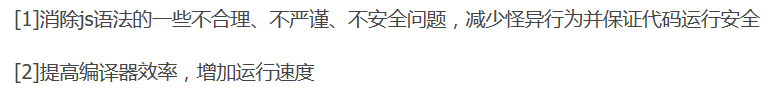 [1]消除js语法的一些不合理、不严谨、不安全问题，减少怪异行为并保证代码运行安全
[2]提高编译器效率，增加运行速度